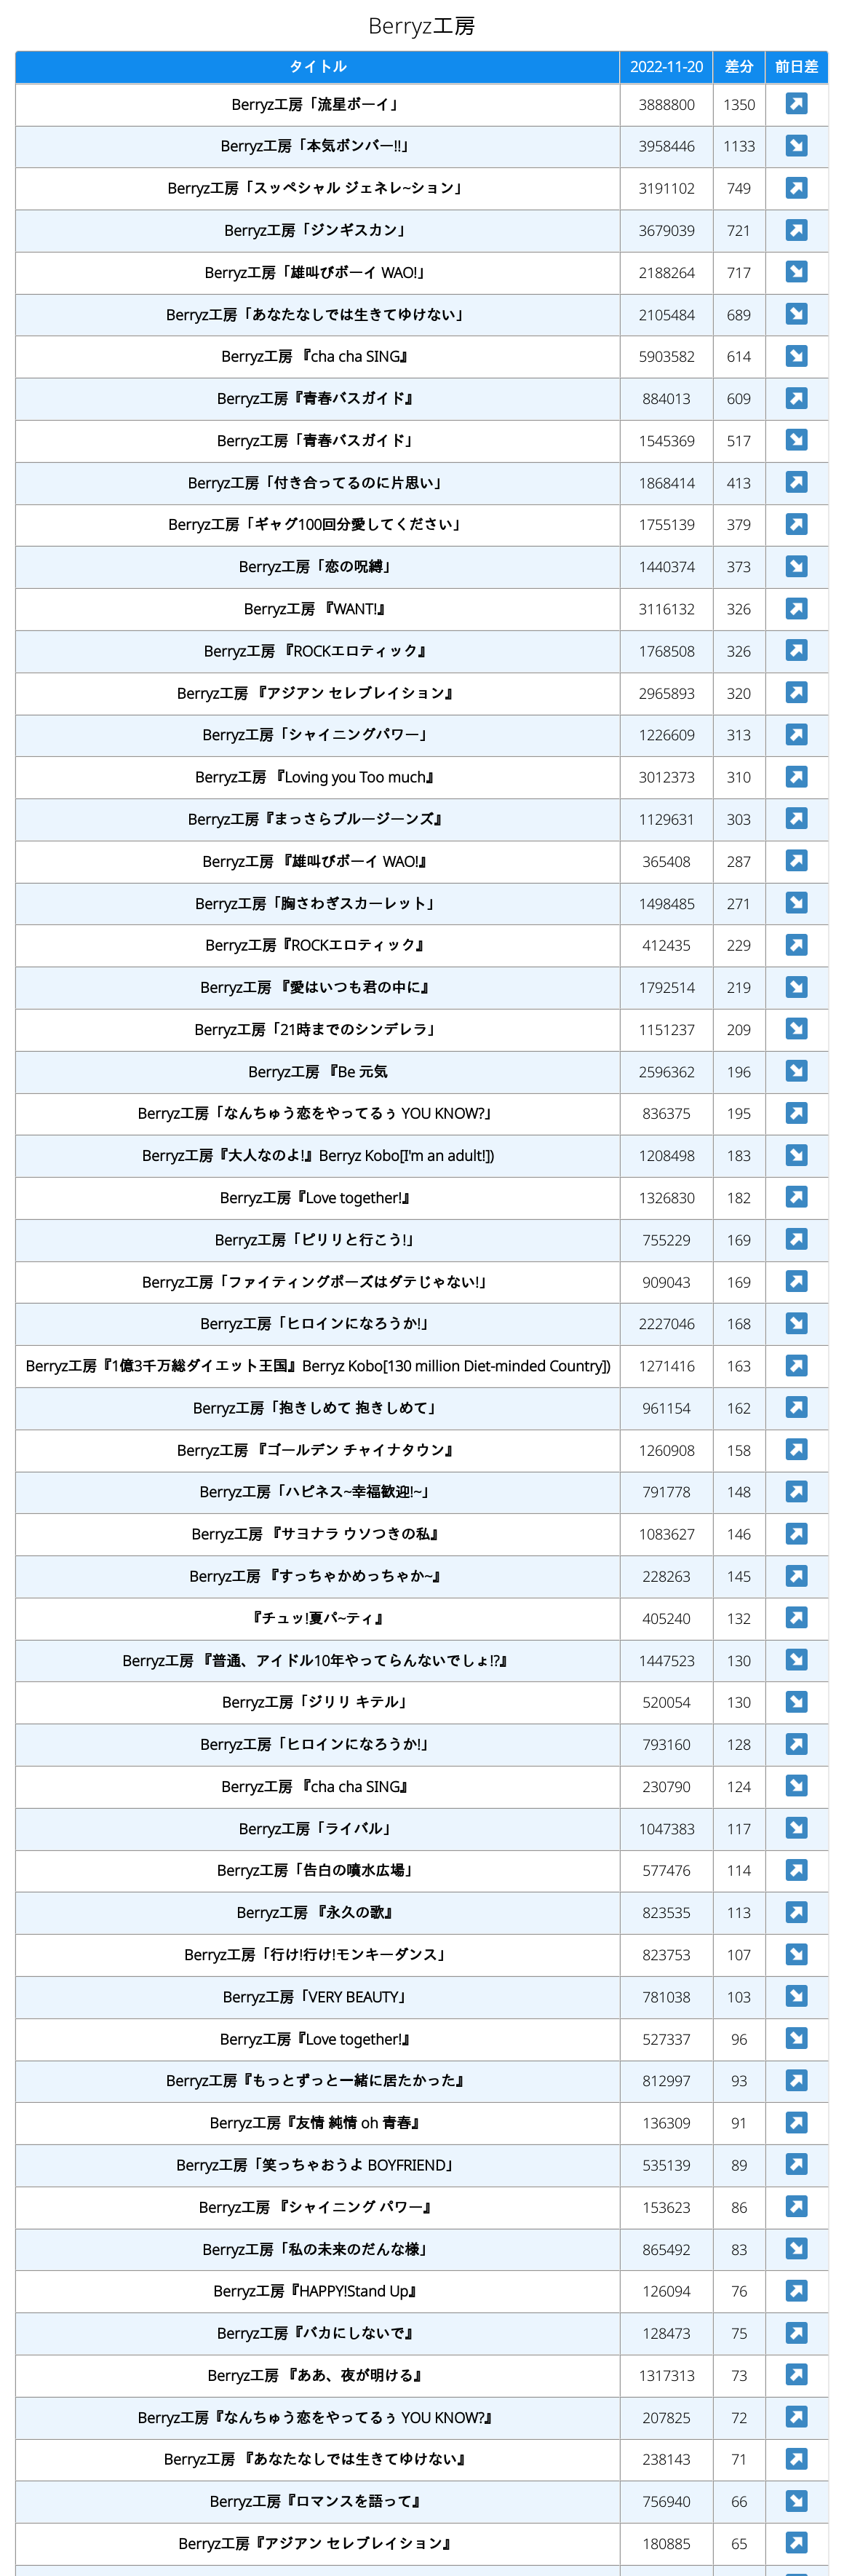 Berryz工房
タイトル 2022-11-20 差分 前日差
Berryz工房「流星ボーイ」 3888800 1350
Berryz工房「本気ボンバー!!」 3958446 1133
Berryz工房「スッペシャル ジェネレ~ション」 3191102 749
Berryz工房「ジンギスカン」 3679039 721
Berryz工房「雄叫びボーイ WAO!」 2188264 717
Berryz工房「あなたなしでは生きてゆけない」 2105484 689
Berryz工房 『cha cha SING』 5903582 614
Berryz工房『青春バスガイド』 884013 609
Berryz工房「青春バスガイド」 1545369 517
Berryz工房「付き合ってるのに片思い」 1868414 413
Berryz工房「ギャグ100回分愛してください」 1755139 379
Berryz工房「恋の呪縛」 1440374 373
Berryz工房 『WANT!』 3116132 326
Berryz工房 『ROCKエロティック』 1768508 326
Berryz工房 『アジアン セレブレイション』 2965893 320
Berryz工房「シャイニングパワー」 1226609 313
Berryz工房 『Loving you Too much』 3012373 310
Berryz工房『まっさらブルージーンズ』 1129631 303
Berryz工房 『雄叫びボーイ WAO!』 365408 287
Berryz工房「胸さわぎスカーレット」 1498485 271
Berryz工房『ROCKエロティック』 412435 229
Berryz工房 『愛はいつも君の中に』 1792514 219
Berryz工房「21時までのシンデレラ」 1151237 209
Berryz工房 『Be 元気 2596362 196
Berryz工房「なんちゅう恋をやってるぅ YOU KNOW?」 836375 195
Berryz工房『大人なのよ!』Berryz Kobo[I'm an adult!]) 1208498 183
Berryz工房『Love together!』 1326830 182
Berryz工房「ピリリと行こう!」 755229 169
Berryz工房「ファイティングポーズはダテじゃない!」 909043 169
Berryz工房「ヒロインになろうか!」 2227046 168
Berryz工房『1億3千万総ダイエット王国』Berryz Kobo[130 million Diet-minded Country]) 1271416 163
Berryz工房「抱きしめて 抱きしめて」 961154 162
Berryz工房 『ゴールデン チャイナタウン』 1260908 158
Berryz工房「ハピネス~幸福歓迎!~」 791778 148
Berryz工房 『サヨナラ ウソつきの私』 1083627 146
Berryz工房 『すっちゃかめっちゃか~』 228263 145
『チュッ!夏パ~ティ』 405240 132
Berryz工房 『普通、アイドル10年やってらんないでしょ!?』 1447523 130
Berryz工房「ジリリ キテル」 520054 130
Berryz工房「ヒロインになろうか!」 793160 128
Berryz工房 『cha cha SING』 230790 124
Berryz工房「ライバル」 1047383 117
Berryz工房「告白の噴水広場」 577476 114
Berryz工房 『永久の歌』 823535 113
Berryz工房「行け!行け!モンキーダンス」 823753 107
Berryz工房「VERY BEAUTY」 781038 103
Berryz工房『Love together!』 527337 96
Berryz工房『もっとずっと一緒に居たかった』 812997 93
Berryz工房『友情 純情 oh 青春』 136309 91
Berryz工房「笑っちゃおうよ BOYFRIEND」 535139 89
Berryz工房 『シャイニング パワー』 153623 86
Berryz工房「私の未来のだんな様」 865492 83
Berryz工房『HAPPY!Stand Up』 126094 76
Berryz工房『バカにしないで』 128473 75
Berryz工房 『ああ、夜が明ける』 1317313 73
Berryz工房『なんちゅう恋をやってるぅ YOU KNOW?』 207825 72
Berryz工房 『あなたなしでは生きてゆけない』 238143 71
Berryz工房『ロマンスを語って』 756940 66
Berryz工房『アジアン セレブレイション』 180885 65